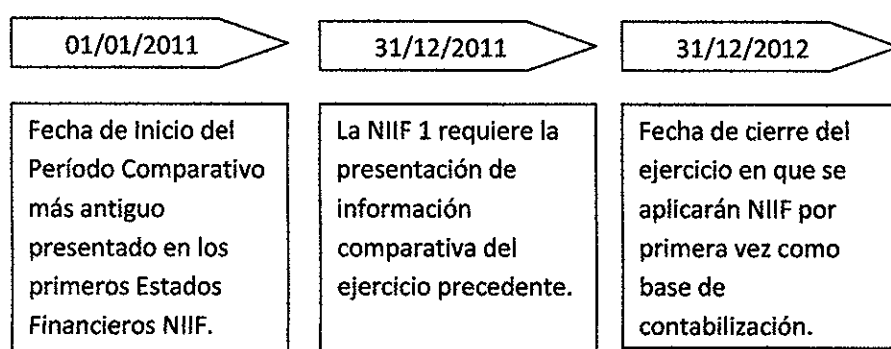 01/01/2011
31/12/2011
31/12/2012
Fecha de Inicio del
Período Comparativo
más antiguo
presentado en los
primeros Estados
Financieros NIIF.
La NIIF 1 requiere la
presentación de
información
comparativa del
ejercicio precedente.
Fecha de cierre del
ejercicio en que se
aplicarán NIIF por
primera vez como
base de
contabilización.